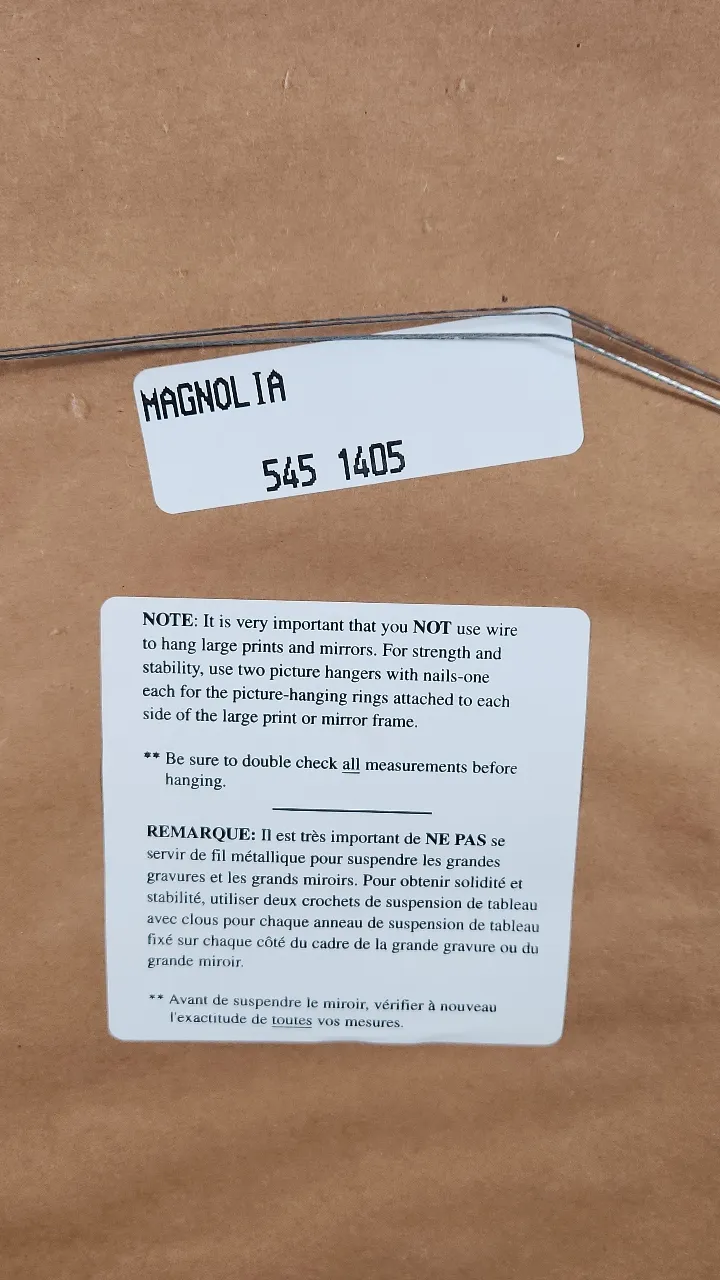 MAGNOLIA
545 1405
NOTE: It is very important that you NOT use wire
to hang large prints and mirrors. For strength and
stability, use two picture hangers with nails-one
each for the picture-hanging rings attached to each
side of the large print or mirror frame.
** Be sure to double check all measurements before
hanging.
REMARQUE: Il est très important de NE PAS se
servir de fil métallique pour suspendre les grandes
gravures et les grands miroirs. Pour obtenir solidité et
stabilité, utiliser deux crochets de suspension de tableau
avec clous pour chaque anneau de suspension de tableau
fixé sur chaque côté du cadre de la grande gravure ou du
grande miroir.
** Avant de suspendre le miroir, vérifier à nouveau
l'exactitude de toutes vos mesures.